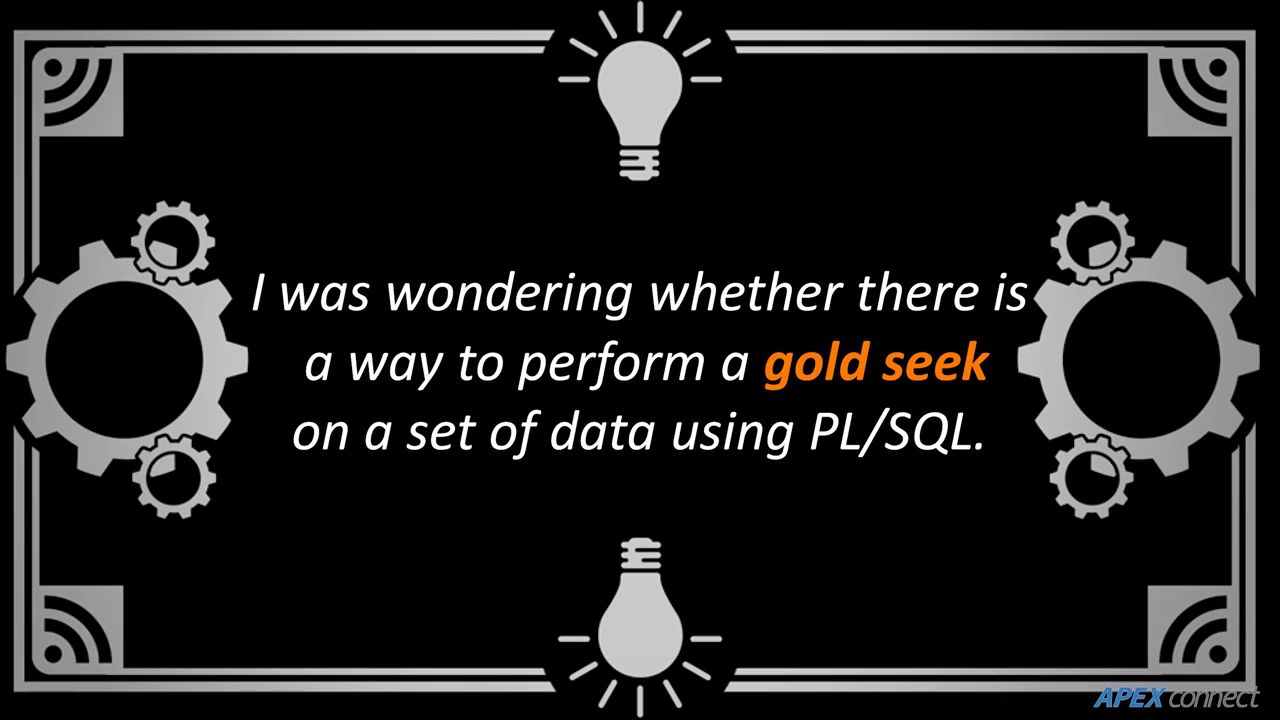 I was wondering whether there is
a way to perform a gold seek
on a set of data using PL/SQL.
APEX connect